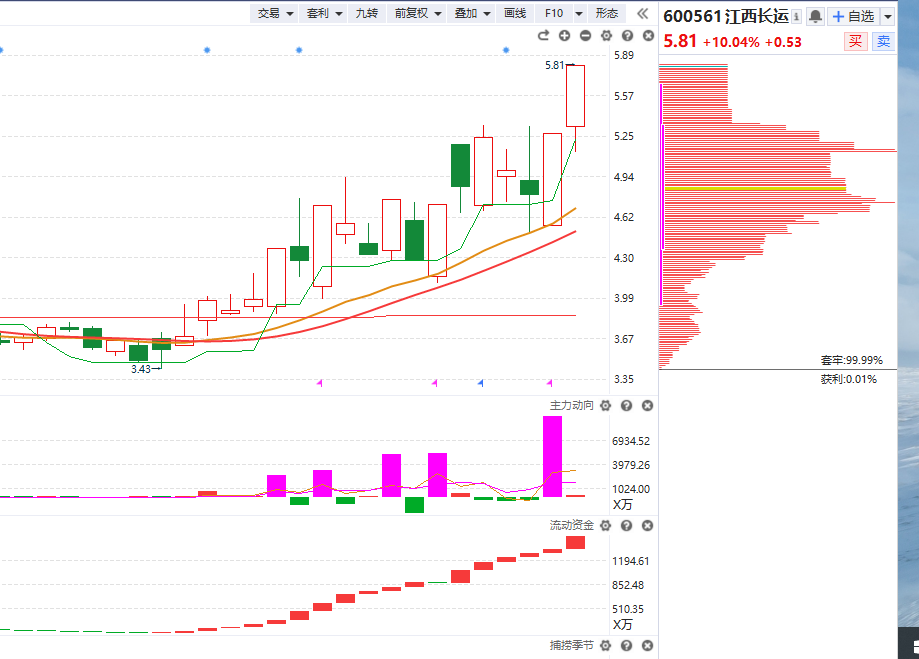 交易 套利 九转 前复权 叠加 画线 F10 形态
600561 江西长运 自选
5.81 +10.04% +0.53 买 卖
5.89
5.81
5.57
5.25
4.94
4.62
4.30
3.99
3.67
3.43
3.35
套牢:99.99%
获利:0.01%
主力动向
6934.52
3979.26
1024.00
X万
流动资金
1194.61
852.48
510.35
X万
捕捞季节